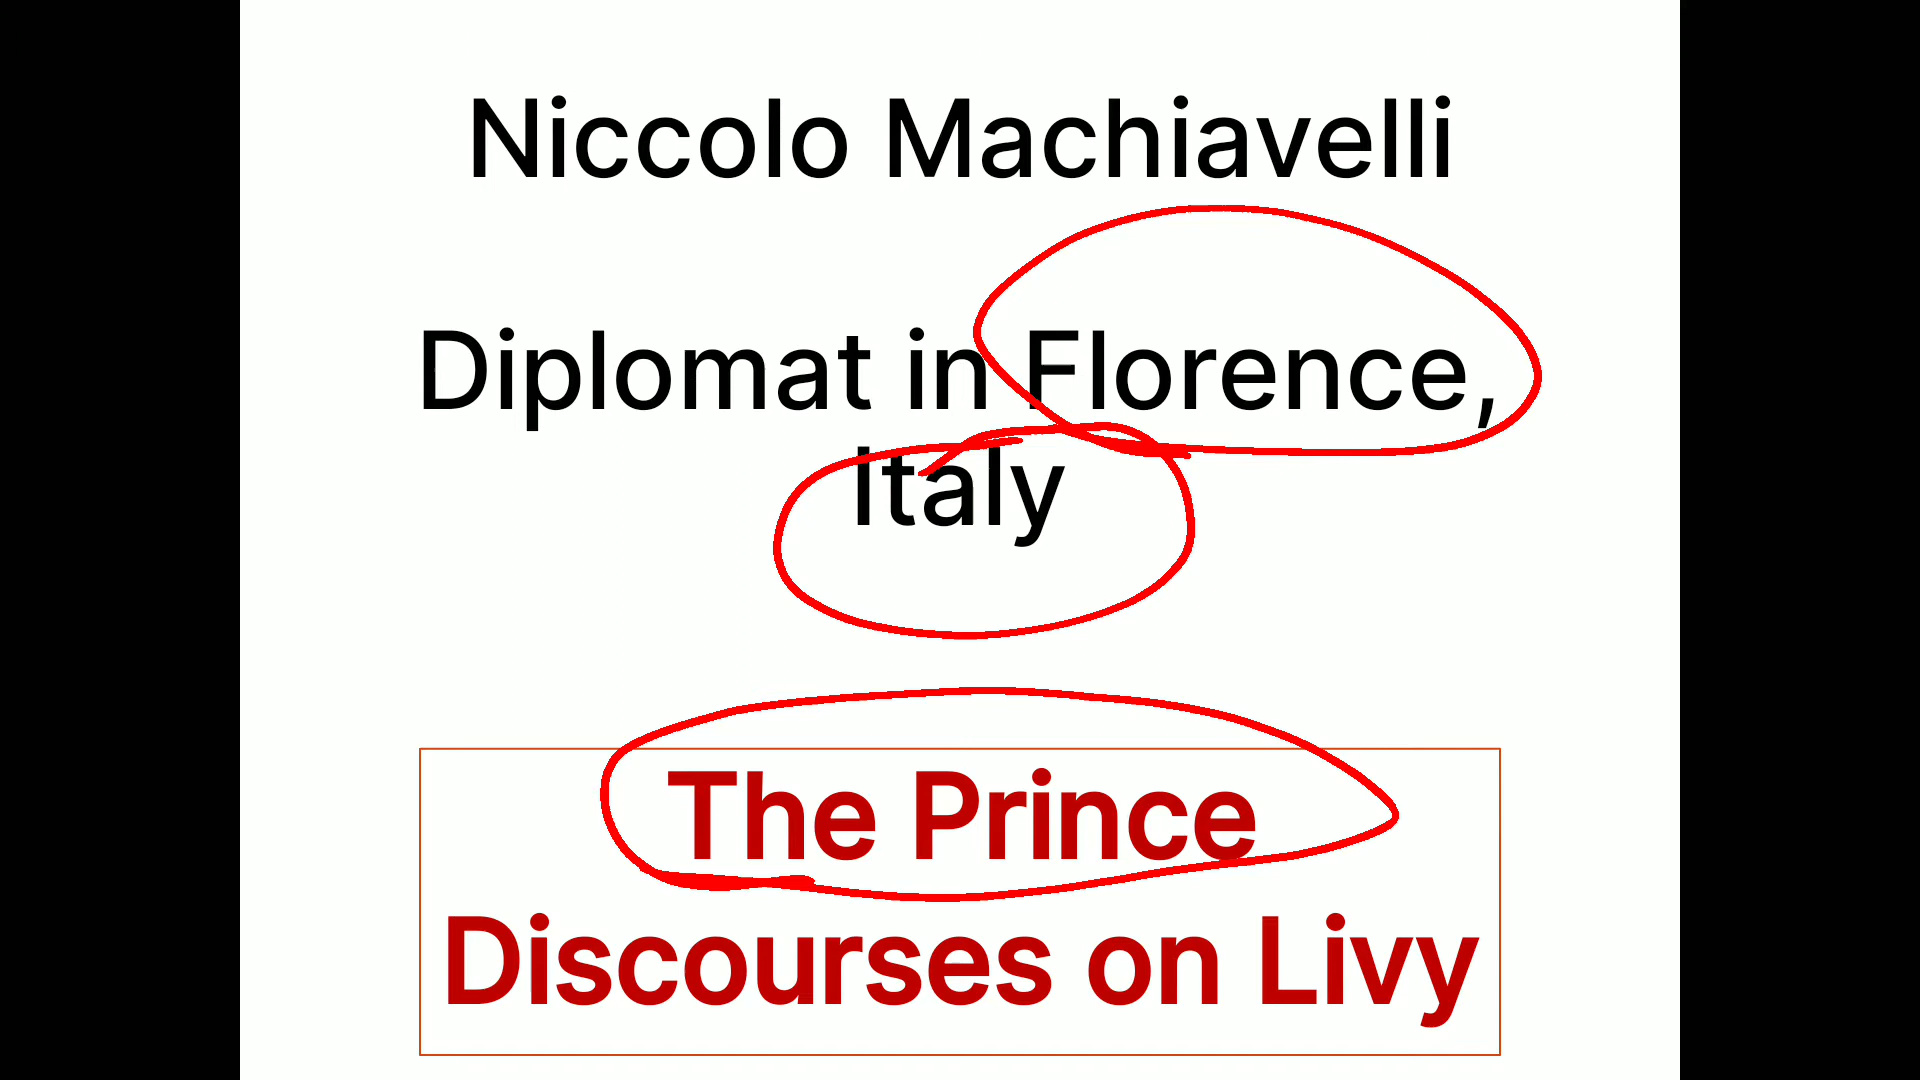 Niccolo Machiavelli
Diplomat in Florence,
Italy
The Prince
Discourses on Livy